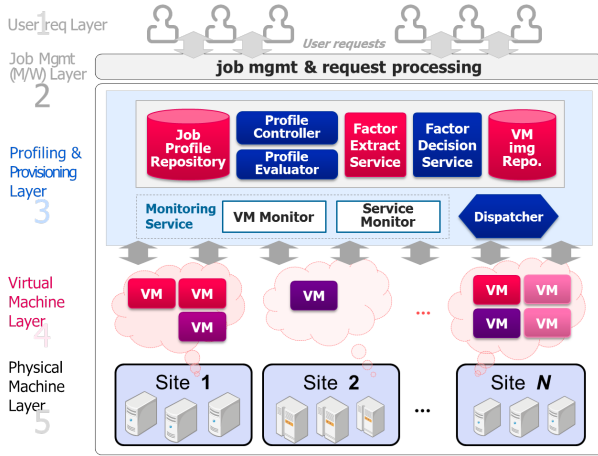 1
User req Layer
User requests
Job Mgmt
(M/W) Layer
2
job mgmt & request processing
Profiling &
Provisioning
Layer
3
Job
Profile
Repository
Profile
Controller
Profile
Evaluator
Factor
Extract
Service
Factor
Decision
Service
VM
img
Repo.
Monitoring
Service
VM Monitor
Service
Monitor
Dispatcher
Virtual
Machine
Layer
4
VM
VM
VM
VM
...
VM
VM
VM
VM
Physical
Machine
Layer
5
Site 1
Site 2
...
Site N